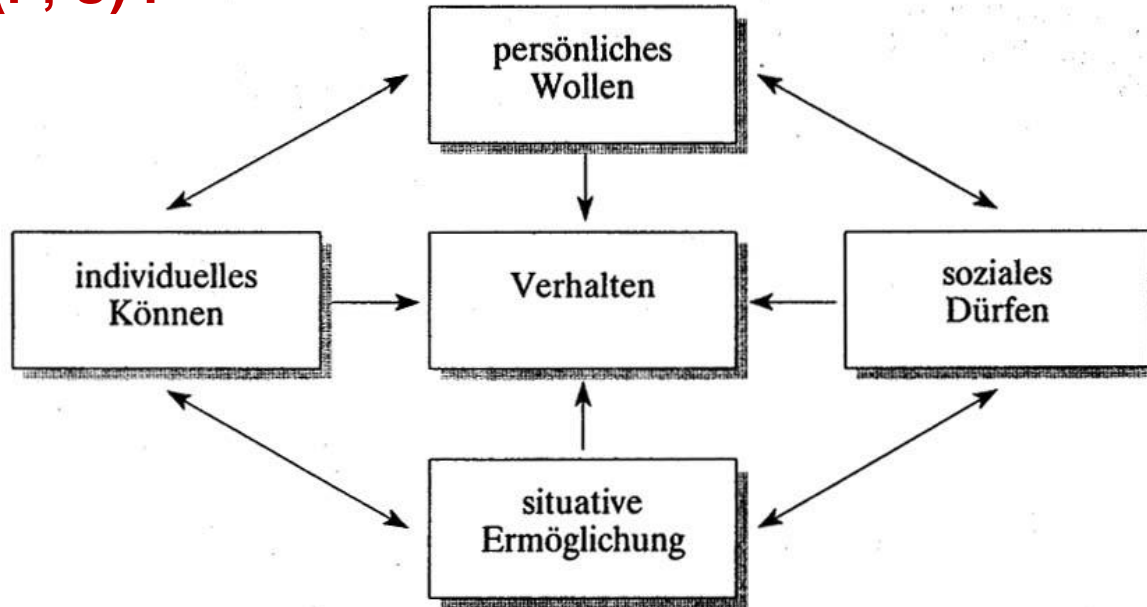 persönliches
Wollen
individuelles
Können
Verhalten
soziales
Dürfen
situative
Ermöglichung